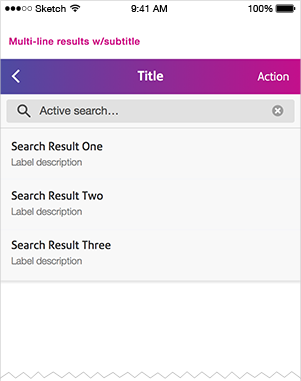 Sketch 9:41 AM 100%
Multi-line results w/subtitle
Title Action
Active search...
Search Result One
Label description
Search Result Two
Label description
Search Result Three
Label description